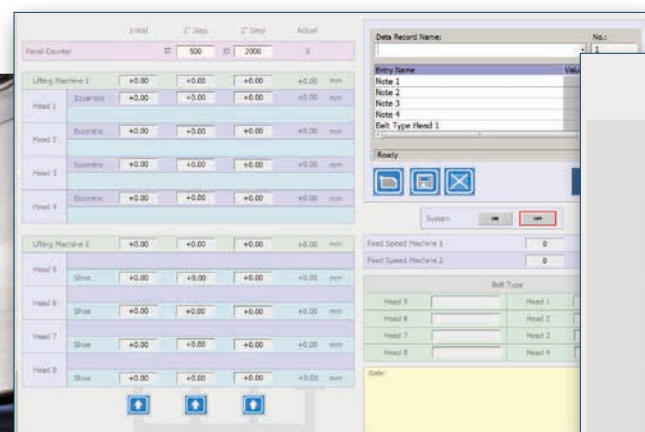 Initial 1° Step 2° Step Actual
Panel Counter 500 2000 0
Lifting Machine 1 +0.00 +0.00 +0.00 +0.00 mm
Head 1 Eccentric +0.00 +0.00 +0.00 +0.00 mm
Head 2 Eccentric +0.00 +0.00 +0.00 +0.00 mm
Head 3 Eccentric +0.00 +0.00 +0.00 +0.00 mm
Head 4 Eccentric +0.00 +0.00 +0.00 +0.00 mm
Lifting Machine 2 +0.00 +0.00 +0.00 +0.00 mm
Head 5 Shoe +0.00 +0.00 +0.00 +0.00 mm
Head 6 Shoe +0.00 +0.00 +0.00 +0.00 mm
Head 7 Shoe +0.00 +0.00 +0.00 +0.00 mm
Head 8 Shoe +0.00 +0.00 +0.00 +0.00 mm
Data Record Name: No.:
1
Entry Name Valu
Note 1
Note 2
Note 3
Note 4
Belt Type Head 1
Ready
System ON OFF
Feed Speed Machine 1 0
Feed Speed Machine 2 0
Belt Type
Head 5 Head 1
Head 6 Head 2
Head 7 Head 3
Head 8 Head 4
Note: